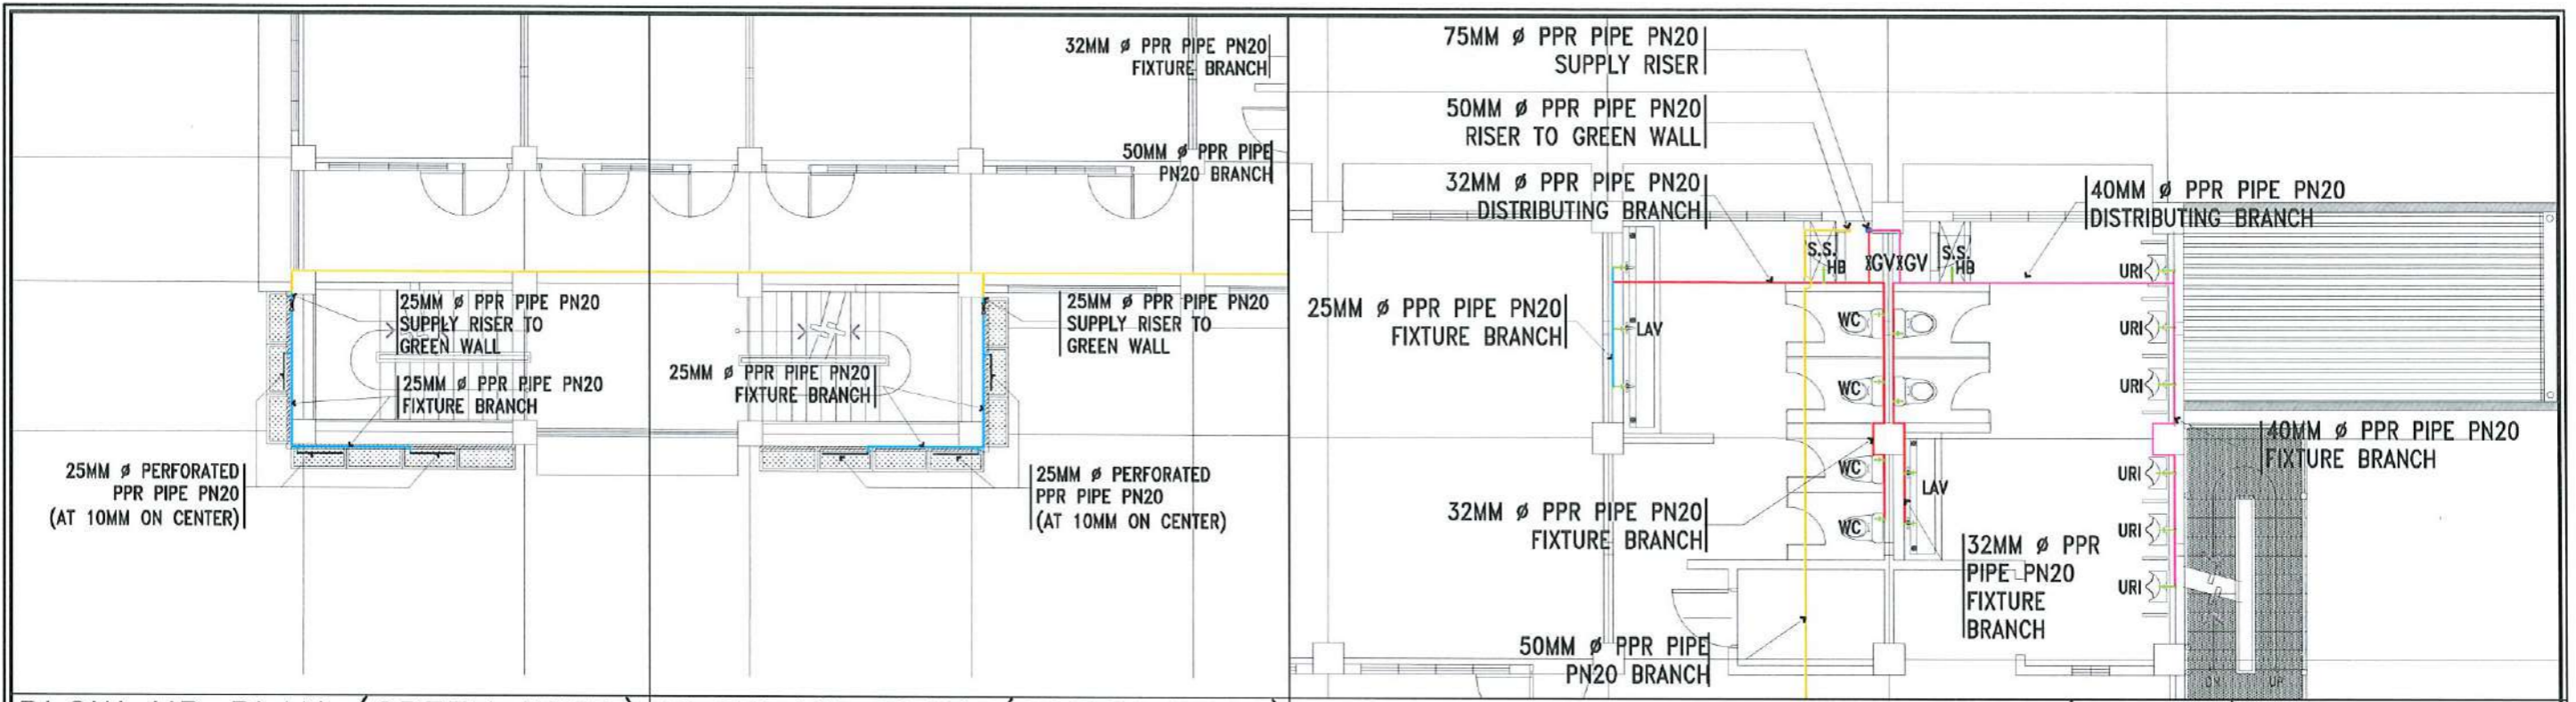 32MM Ø PPR PIPE PN20
FIXTURE BRANCH
50MM Ø PPR PIPE
PN20 BRANCH
25MM Ø PPR PIPE PN20
SUPPLY RISER TO
GREEN WALL
25MM Ø PPR PIPE PN20
FIXTURE BRANCH
25MM Ø PPR PIPE PN20
FIXTURE BRANCH
25MM Ø PPR PIPE PN20
SUPPLY RISER TO
GREEN WALL
25MM Ø PERFORATED
PPR PIPE PN20
(AT 10MM ON CENTER)
25MM Ø PERFORATED
PPR PIPE PN20
(AT 10MM ON CENTER)
75MM Ø PPR PIPE PN20
SUPPLY RISER
50MM Ø PPR PIPE PN20
RISER TO GREEN WALL
32MM Ø PPR PIPE PN20
DISTRIBUTING BRANCH
40MM Ø PPR PIPE PN20
DISTRIBUTING BRANCH
S.S.
HB
GV
GV
S.S.
HB
URI
25MM Ø PPR PIPE PN20
FIXTURE BRANCH
LAV
WC
URI
WC
URI
40MM Ø PPR PIPE PN20
FIXTURE BRANCH
WC
URI
LAV
32MM Ø PPR PIPE PN20
FIXTURE BRANCH
WC
URI
32MM Ø PPR
PIPE PN20
FIXTURE
BRANCH
URI
50MM Ø PPR PIPE
PN20 BRANCH
DN
UP